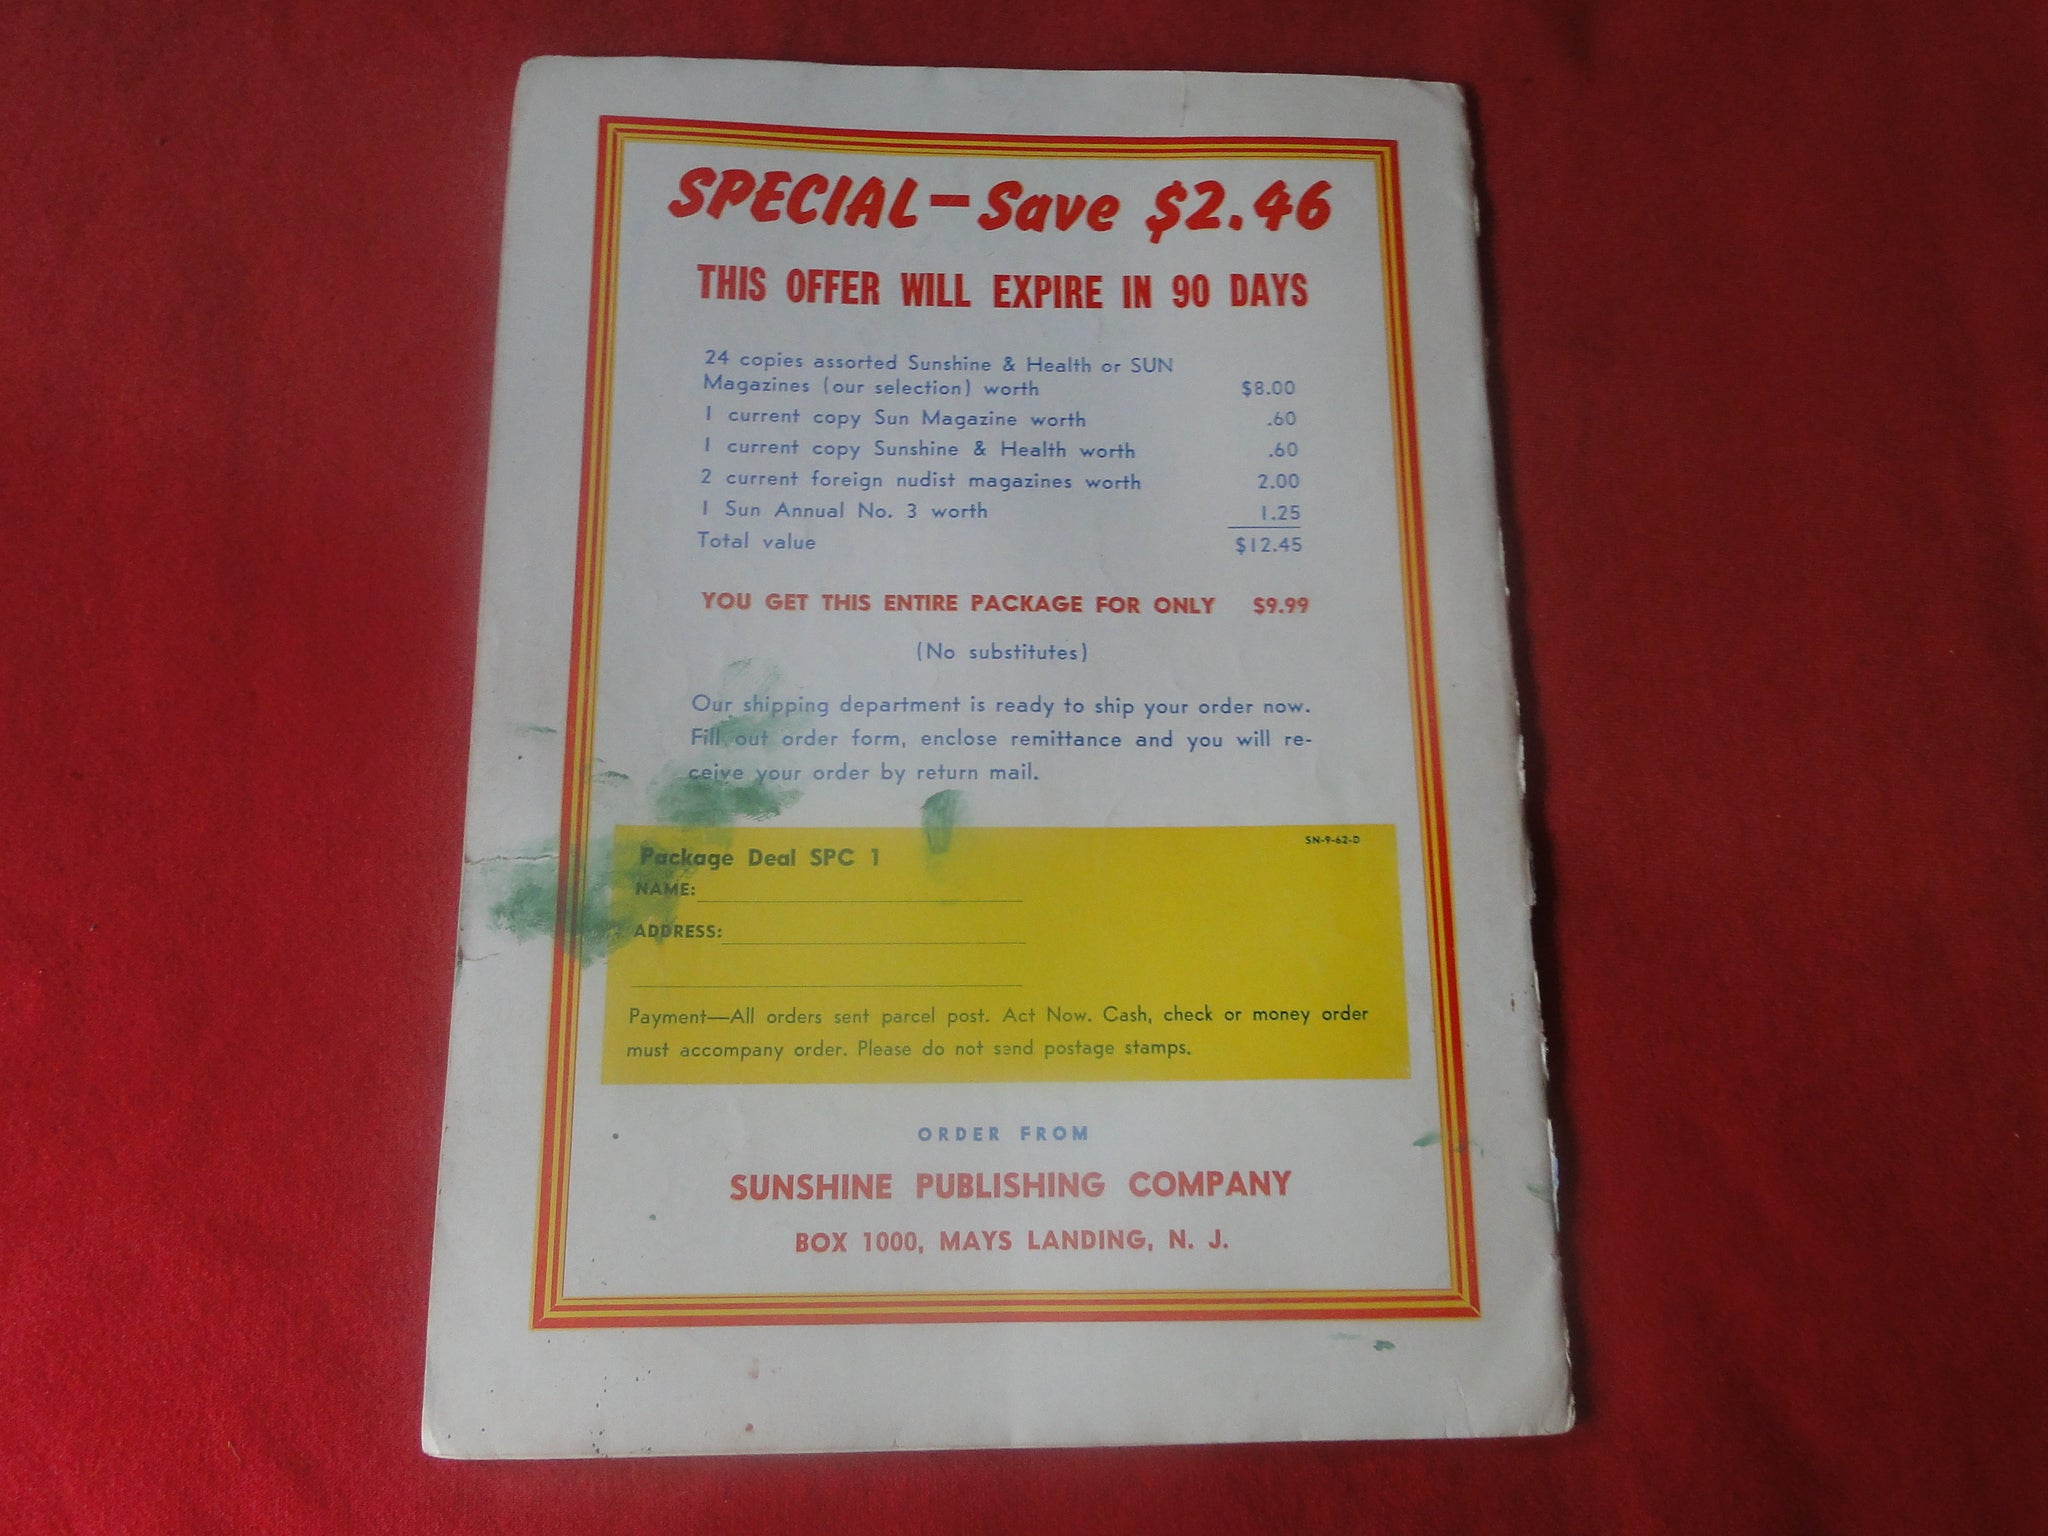 SPECIAL—Save $2.46
THIS OFFER WILL EXPIRE IN 90 DAYS
24 copies assorted Sunshine & Health or SUN
Magazines (our selection) worth $8.00
1 current copy Sun Magazine worth .60
1 current copy Sunshine & Health worth .60
2 current foreign nudist magazines worth 2.00
1 Sun Annual No. 3 worth 1.25
Total value $12.45
YOU GET THIS ENTIRE PACKAGE FOR ONLY $9.99
(No substitutes)
Our shipping department is ready to ship your order now.
Fill out order form, enclose remittance and you will re-
ceive your order by return mail.
SN-9-62-D
Package Deal SPC 1
NAME:
ADDRESS:
Payment—All orders sent parcel post. Act Now. Cash, check or money order
must accompany order. Please do not send postage stamps.
ORDER FROM
SUNSHINE PUBLISHING COMPANY
BOX 1000, MAYS LANDING, N. J.